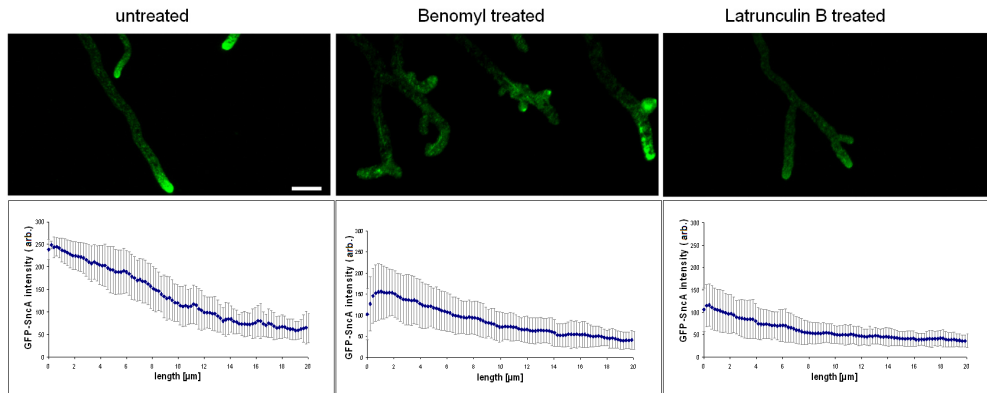 untreated
Benomyl treated
Latrunculin B treated
GFP-SncA intensity ( arb.)
300
250
200
150
100
50
0
0 2 4 6 8 10 12 14 16 18 20
length [µm]
GFP-SncA intensity ( arb.)
300
250
200
150
100
50
0
0 2 4 6 8 10 12 14 16 18 20
length [µm]
GFP-SncA intensity ( arb.)
300
250
200
150
100
50
0
0 2 4 6 8 10 12 14 16 18 20
length [µm]